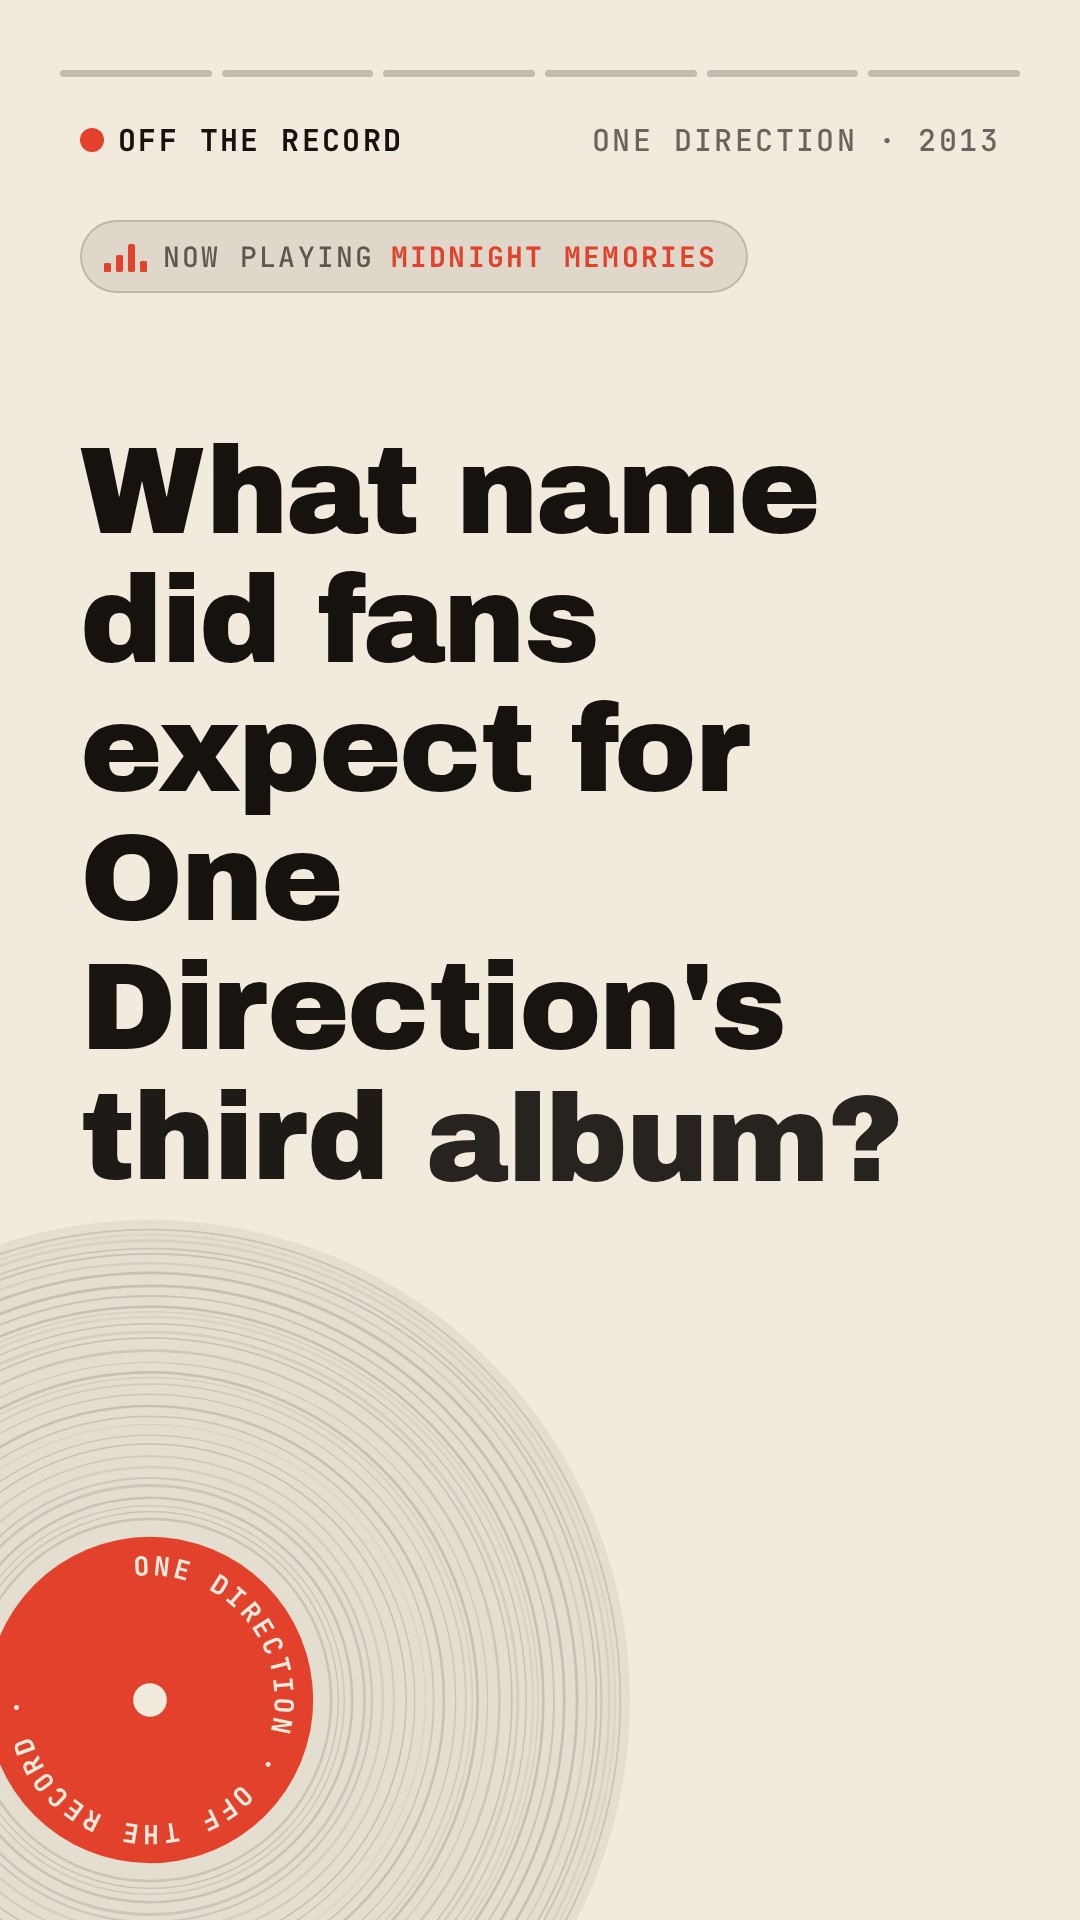 OFF THE RECORD
ONE DIRECTION · 2013
NOW PLAYING MIDNIGHT MEMORIES
What name
did fans
expect for
One
Direction's
third album?
ONE DIRECTION · OFF THE RECORD ·